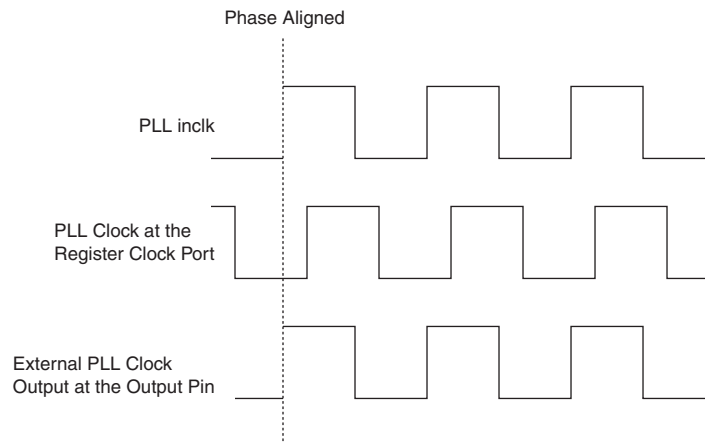 Phase Aligned
PLL inclk
PLL Clock at the
Register Clock Port
External PLL Clock
Output at the Output Pin